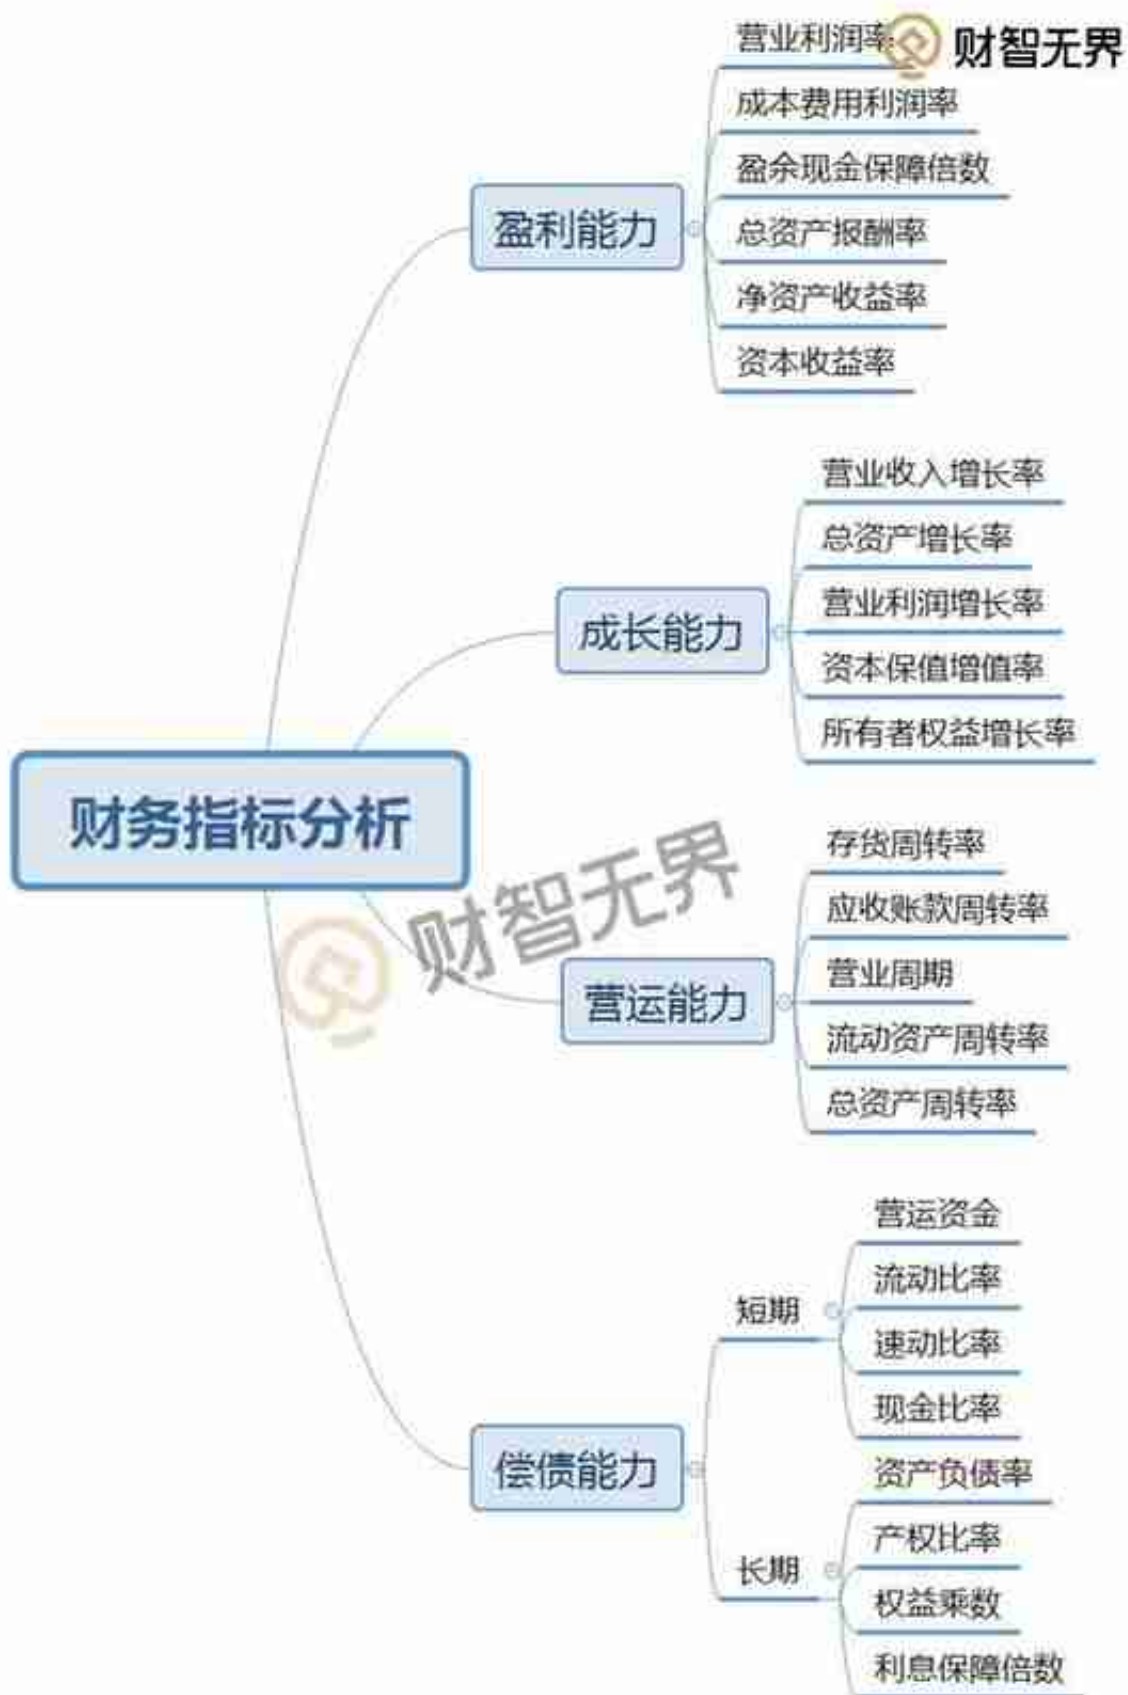 营业利润率
财智无界
成本费用利润率
盈余现金保障倍数
盈利能力
总资产报酬率
净资产收益率
资本收益率
营业收入增长率
总资产增长率
成长能力
营业利润增长率
资本保值增值率
所有者权益增长率
财务指标分析
财智无界
存货周转率
应收账款周转率
营运能力
营业周期
流动资产周转率
总资产周转率
偿债能力
短期
营运资金
流动比率
速动比率
现金比率
长期
资产负债率
产权比率
权益乘数
利息保障倍数